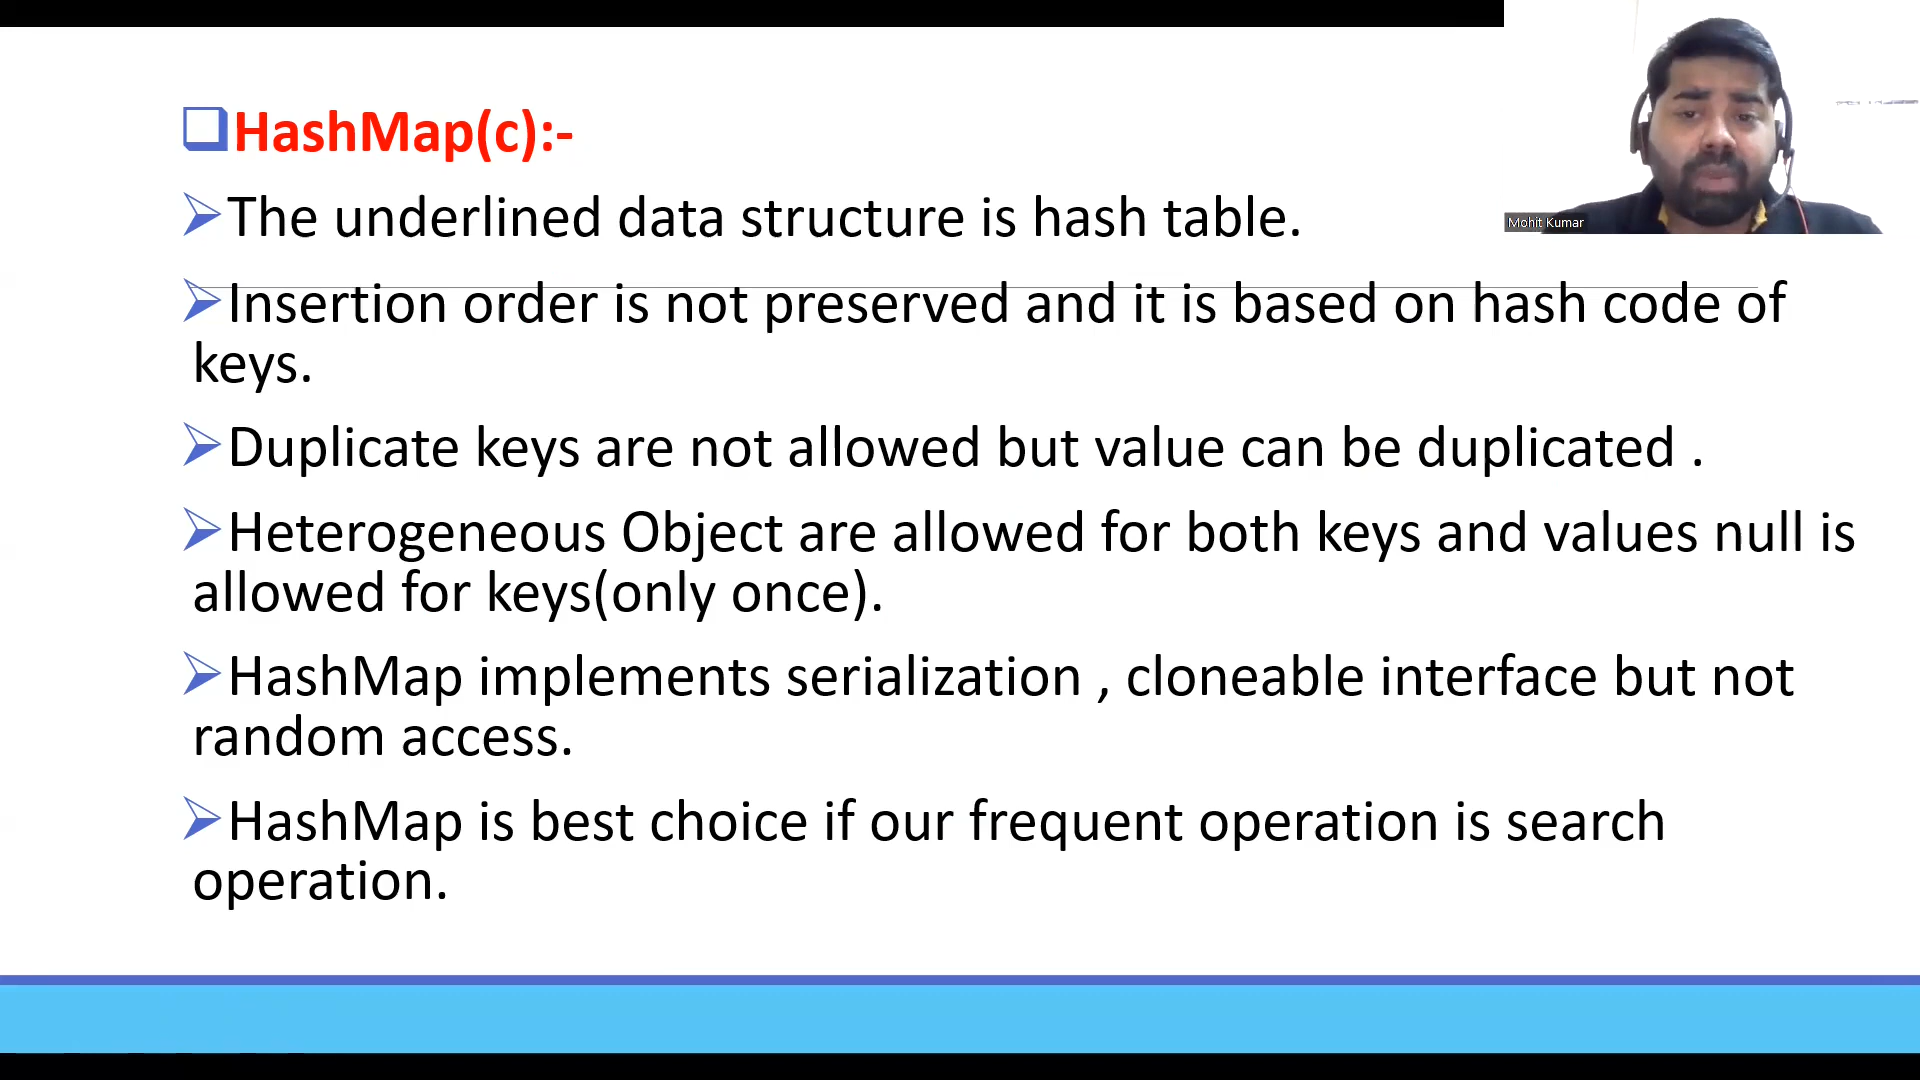 HashMap(c):-
The underlined data structure is hash table.
Insertion order is not preserved and it is based on hash code of
keys.
Duplicate keys are not allowed but value can be duplicated .
Heterogeneous Object are allowed for both keys and values null is
allowed for keys(only once).
HashMap implements serialization , cloneable interface but not
random access.
HashMap is best choice if our frequent operation is search
operation.
Mohit Kumar